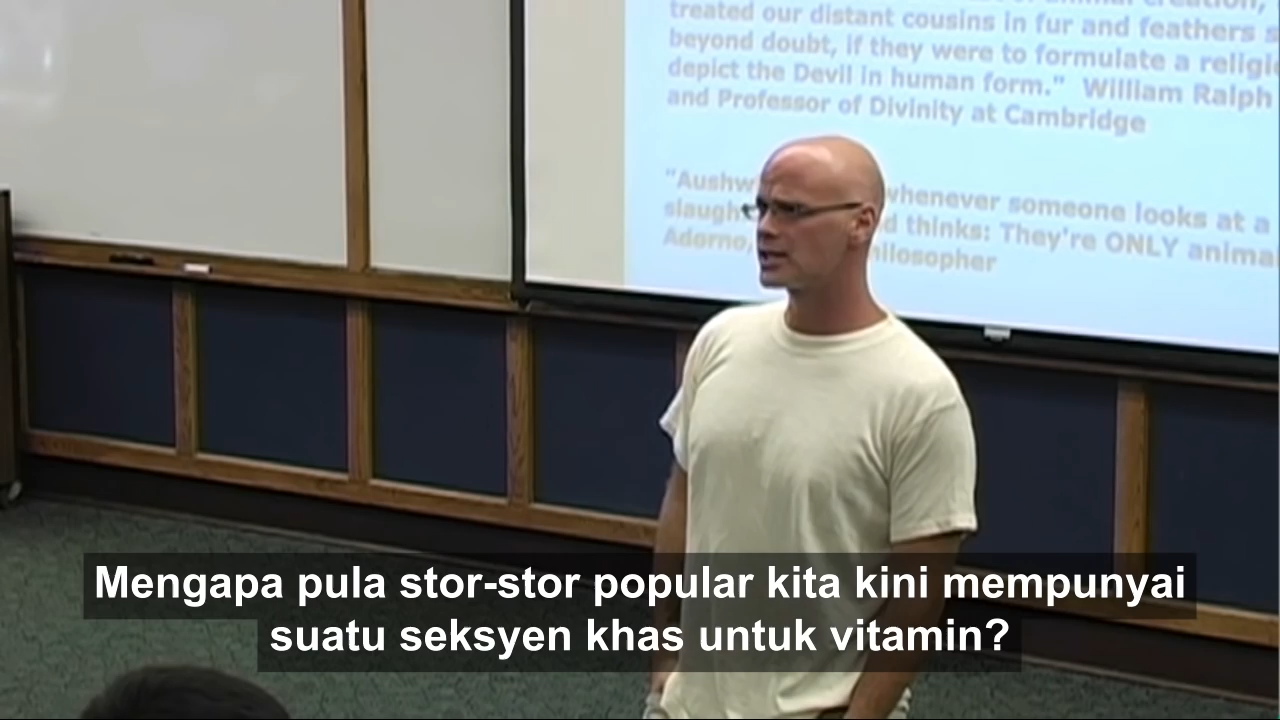 treated our distant cousins in fur and feathers
beyond doubt, if they were to formulate a
depict the Devil in human form." William Ralph
and Professor of Divinity at Cambridge
whenever someone looks at a
thinks: They're ONLY
Adorno,
Mengapa pula stor-stor popular kita kini mempunyai
suatu seksyen khas untuk vitamin?